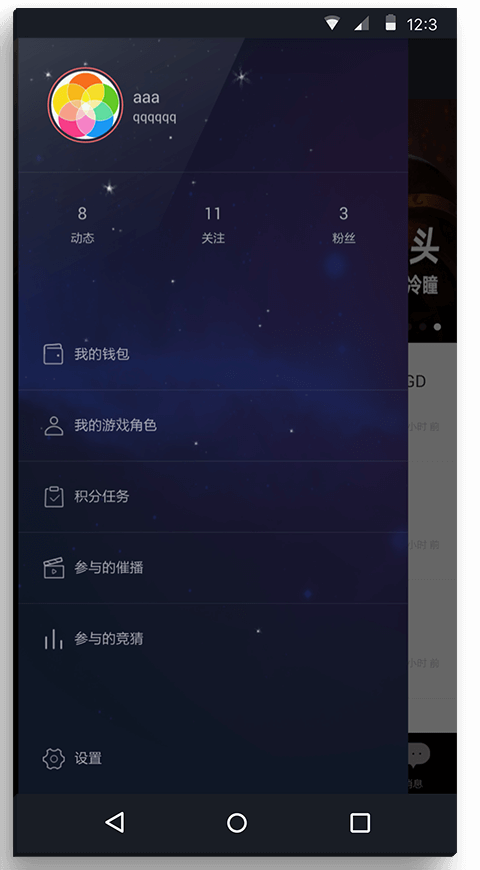 12:3
aaa
qqqqqq
8
11
3
动态
关注
粉丝
头
冷瞳
我的钱包
GD
我的游戏角色
小时 前
积分任务
小时 前
参与的催播
参与的竞猜
小时 前
设置
消息